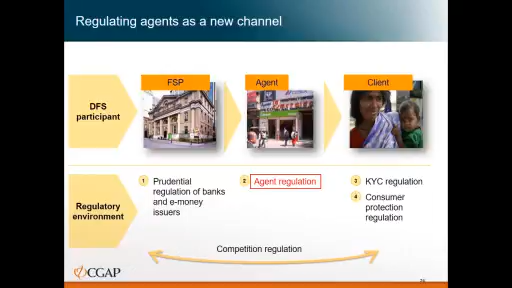 Regulating agents as a new channel
FSP
Agent
Client
DFS
participant
Regulatory
environment
1 Prudential
regulation of banks
and e-money
issuers
2 Agent regulation
3 KYC regulation
4 Consumer
protection
regulation
Competition regulation
CGAP